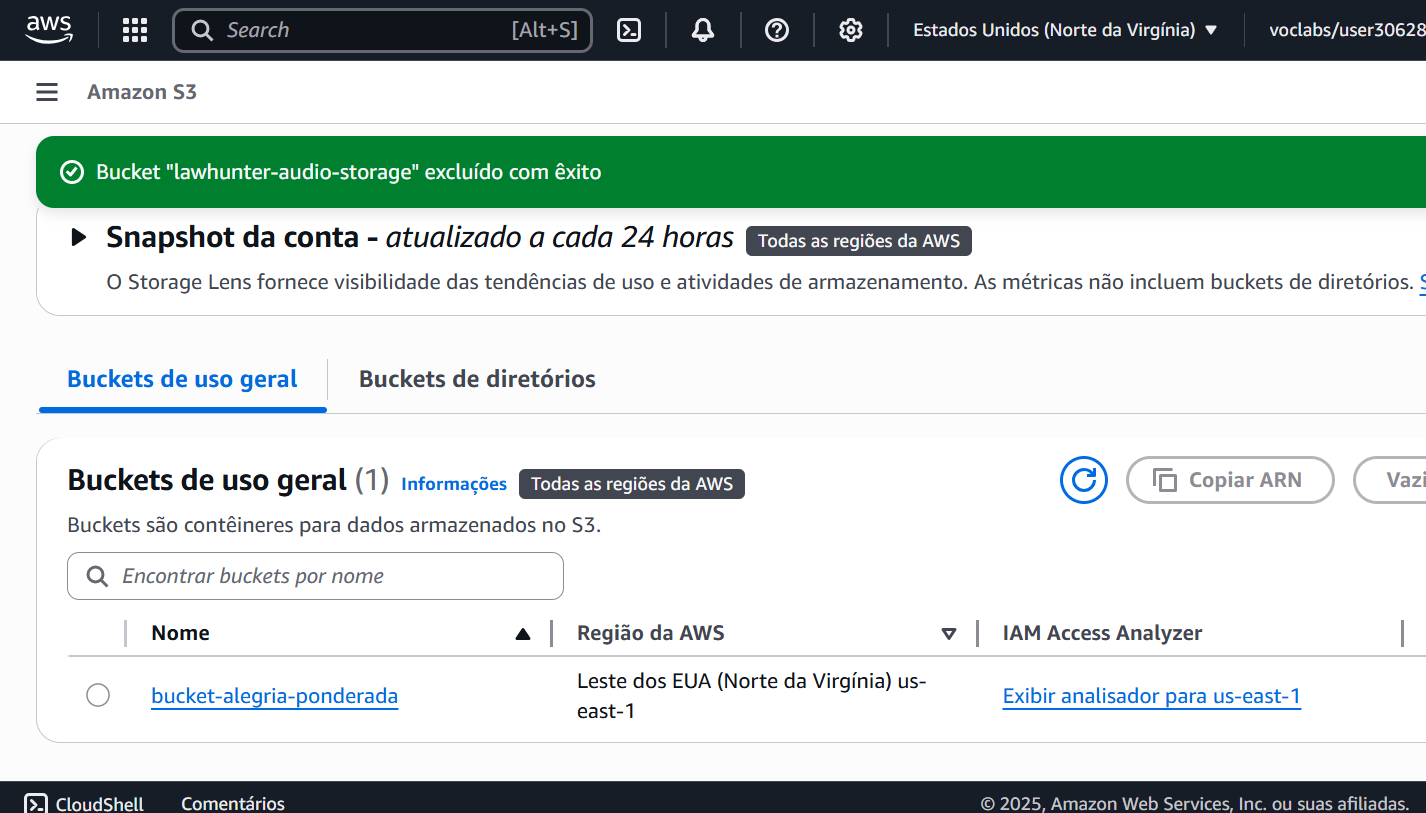 aws
Search [Alt+S] Estados Unidos (Norte da Virgínia) ▼ voclabs/user30628
Amazon S3
Bucket "lawhunter-audio-storage" excluído com êxito
Snapshot da conta - atualizado a cada 24 horas Todas as regiões da AWS
O Storage Lens fornece visibilidade das tendências de uso e atividades de armazenamento. As métricas não incluem buckets de diretórios.
Buckets de uso geral Buckets de diretórios
Buckets de uso geral (1) Informações Todas as regiões da AWS Copiar ARN Vazi
Buckets são contêineres para dados armazenados no S3.
Encontrar buckets por nome
Nome Região da AWS IAM Access Analyzer
bucket-alegria-ponderada Leste dos EUA (Norte da Virgínia) us-
east-1 Exibir analisador para us-east-1
CloudShell Comentários © 2025, Amazon Web Services, Inc. ou suas afiliadas.